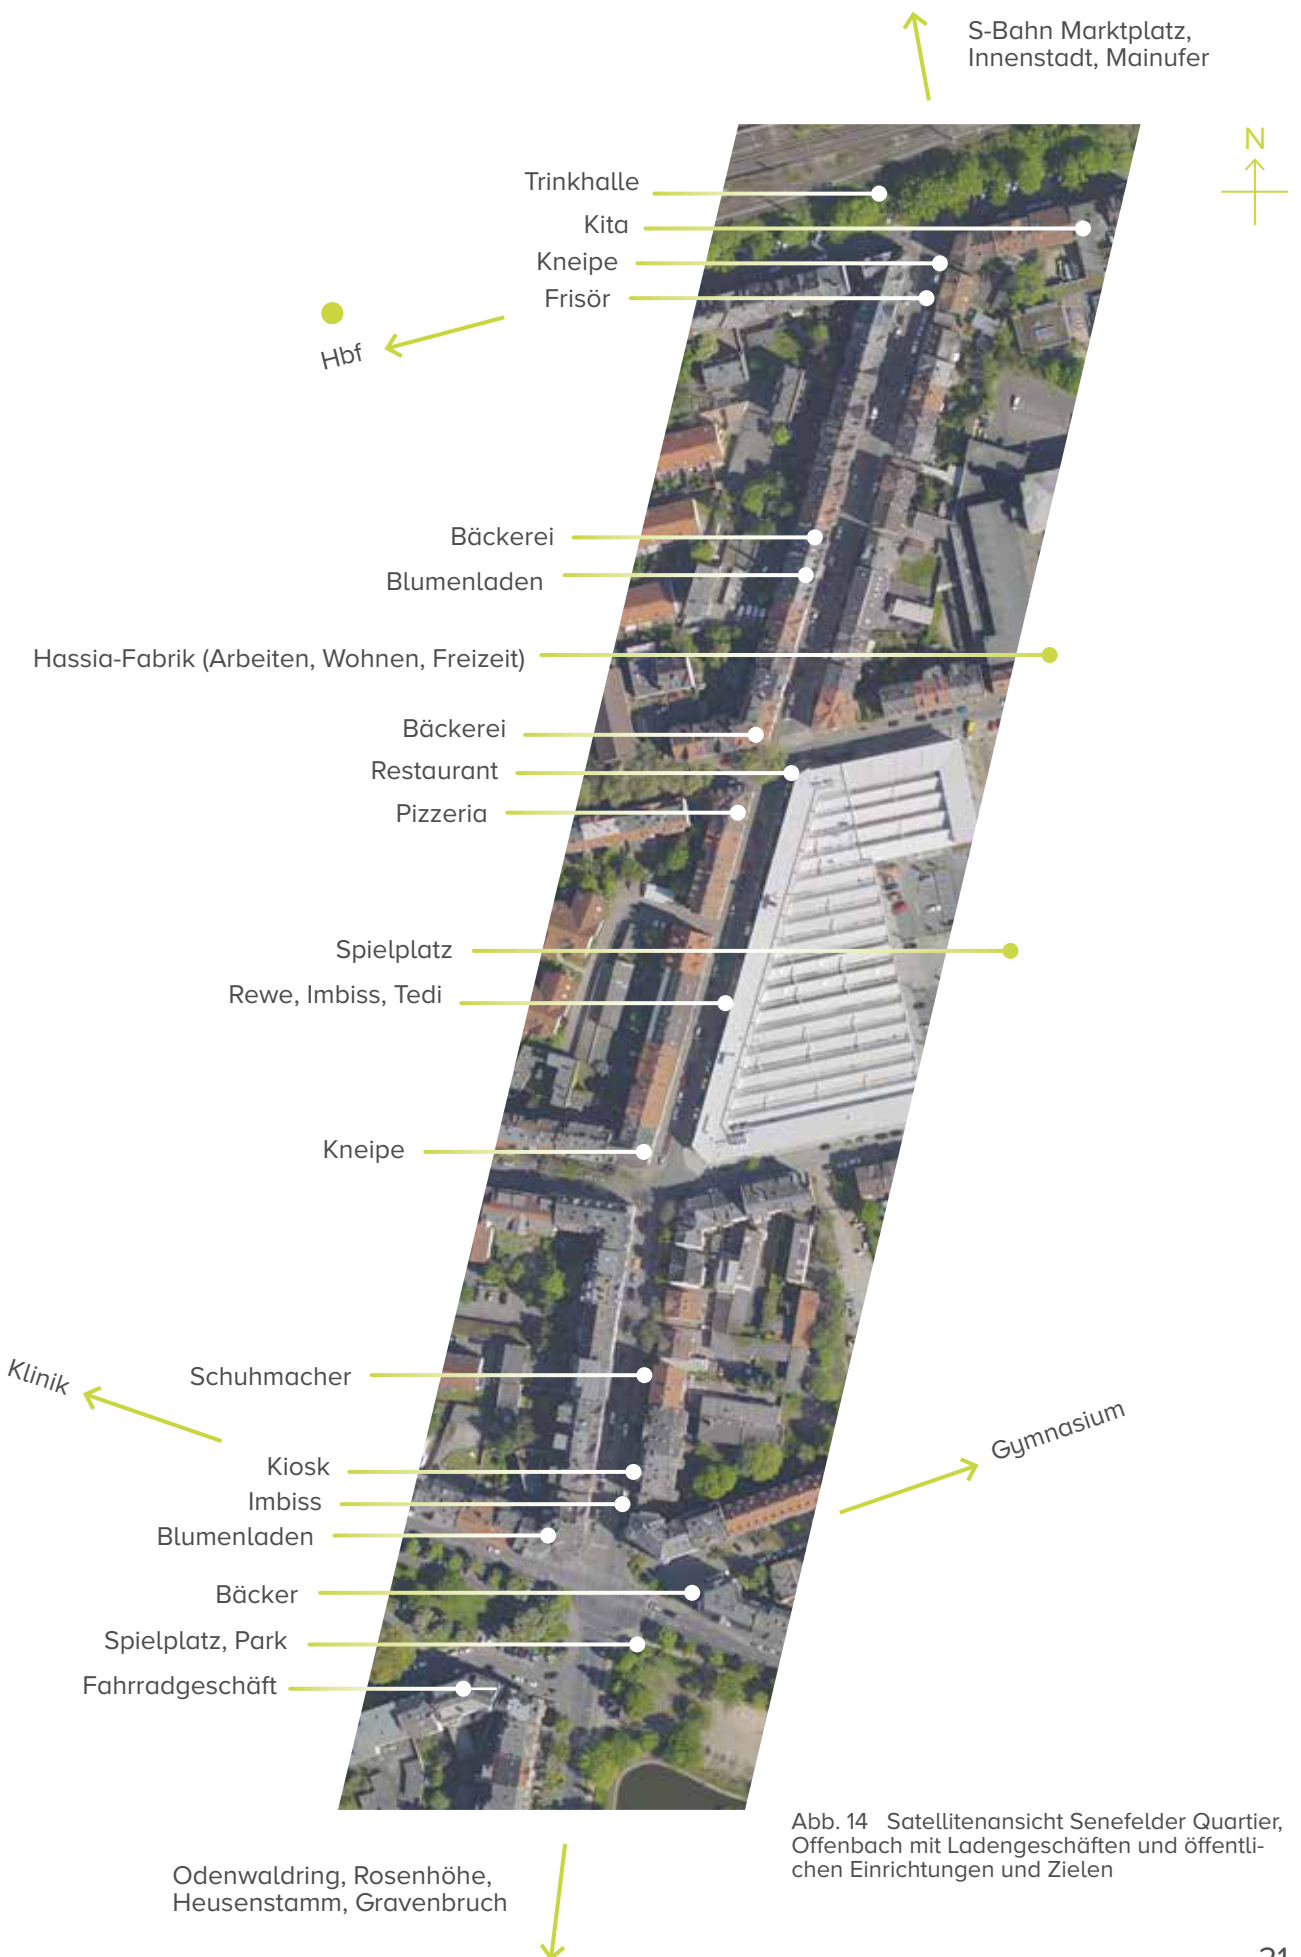 S-Bahn Marktplatz,
Innenstadt, Mainufer
N
Trinkhalle
Kita
Kneipe
Frisör
Hbf
Bäckerei
Blumenladen
Hassia-Fabrik (Arbeiten, Wohnen, Freizeit)
Bäckerei
Restaurant
Pizzeria
Spielplatz
Rewe, Imbiss, Tedi
Kneipe
Klinik
Schuhmacher
Gymnasium
Kiosk
Imbiss
Blumenladen
Bäcker
Spielplatz, Park
Fahrradgeschäft
Abb. 14 Satellitenansicht Senefelder Quartier,
Offenbach mit Ladengeschäften und öffentli-
chen Einrichtungen und Zielen
Odenwaldring, Rosenhöhe,
Heusenstamm, Gravenbruch